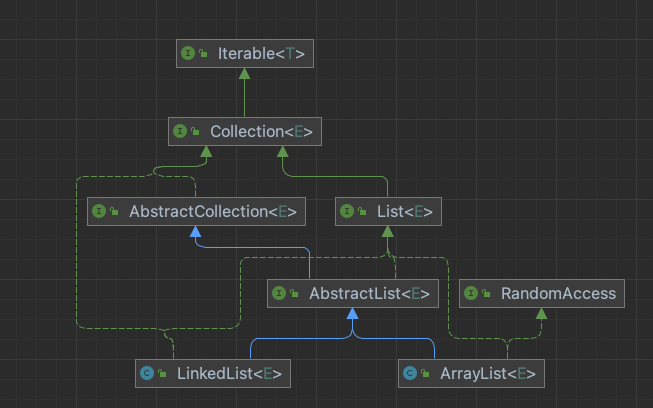 I Iterable<T>
I Collection<E>
I AbstractCollection<E>
I List<E>
I AbstractList<E>
I RandomAccess
C LinkedList<E>
C ArrayList<E>